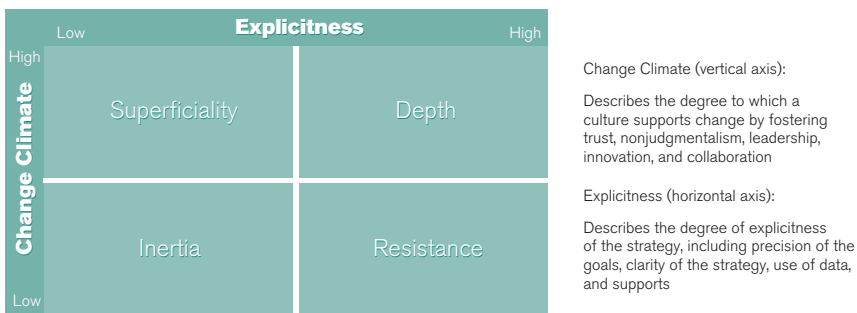 Explicitness
Low
High
High
Change Climate
Low
Superficiality
Depth
Inertia
Resistance
Change Climate (vertical axis):
Describes the degree to which a
culture supports change by fostering
trust, nonjudgmentalism, leadership,
innovation, and collaboration
Explicitness (horizontal axis):
Describes the degree of explicitness
of the strategy, including precision of the
goals, clarity of the strategy, use of data,
and supports